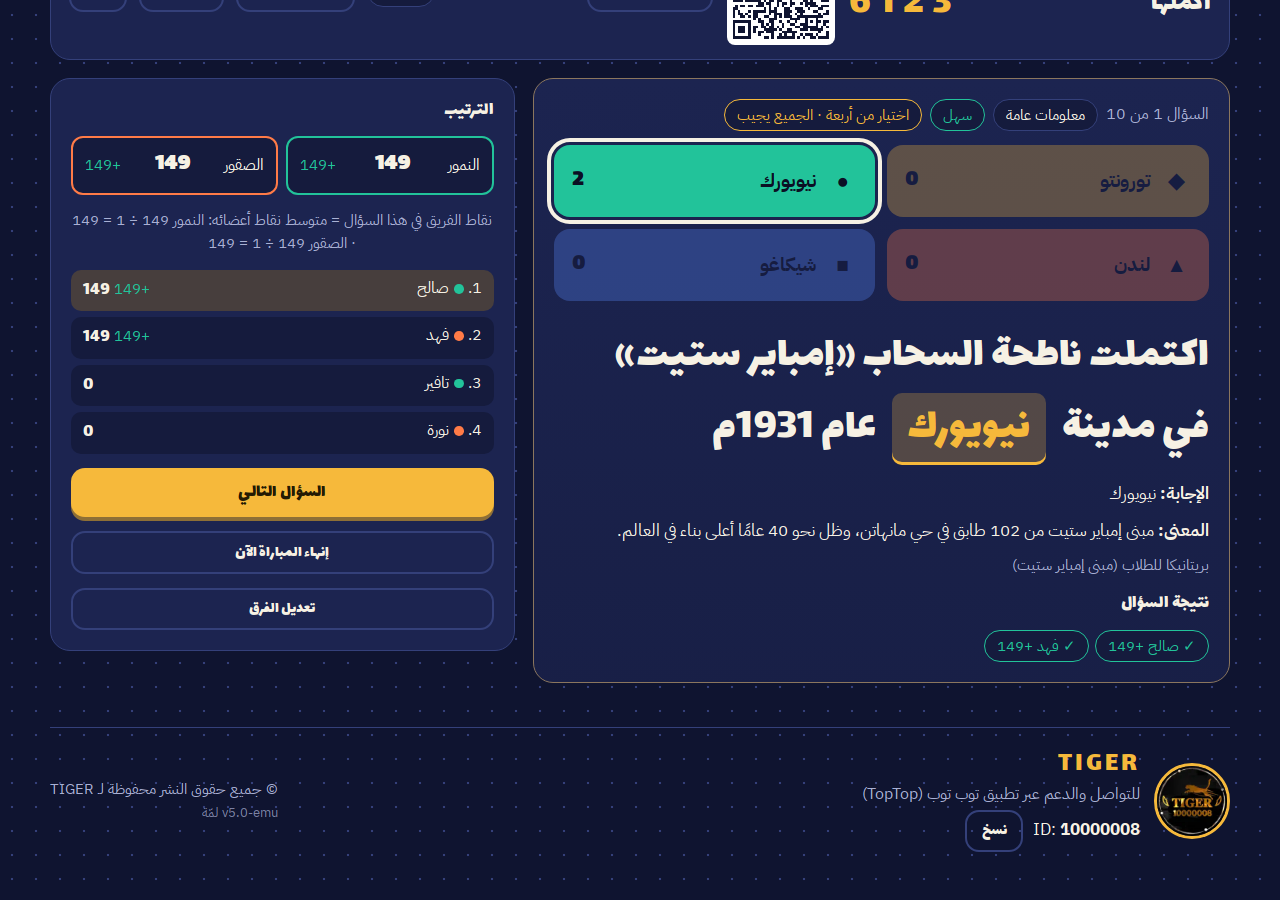 أكملها
6123
السؤال 1 من 10
معلومات عامة
سهل
اختيار من أربعة · الجميع يجيب
◆ تورونتو 0
● نيويورك 2
▲ لندن 0
■ شيكاغو 0
اكتملت ناطحة السحاب «إمباير ستيت»
في مدينة نيويورك عام 1931م
الإجابة: نيويورك
المعنى: مبنى إمباير ستيت من 102 طابق في حي مانهاتن، وظل نحو 40 عامًا أعلى بناء في العالم.
بريتانيكا للطلاب (مبنى إمباير ستيت)
نتيجة السؤال
✓ صالح +149
✓ فهد +149
الترتيب
النمور 149 +149
الصقور 149 +149
نقاط الفريق في هذا السؤال = متوسط نقاط أعضائه: النمور 149 ÷ 1 = 149
· الصقور 149 ÷ 1 = 149
1. صالح +149 149
2. فهد +149 149
3. تافير 0
4. نورة 0
السؤال التالي
إنهاء المباراة الآن
تعديل الفرق
TIGER
10000008
TIGER
للتواصل والدعم عبر تطبيق توب توب (TopTop)
ID: 10000008
نسخ
© جميع حقوق النشر محفوظة لـ TIGER
لمّة v5.0-emu